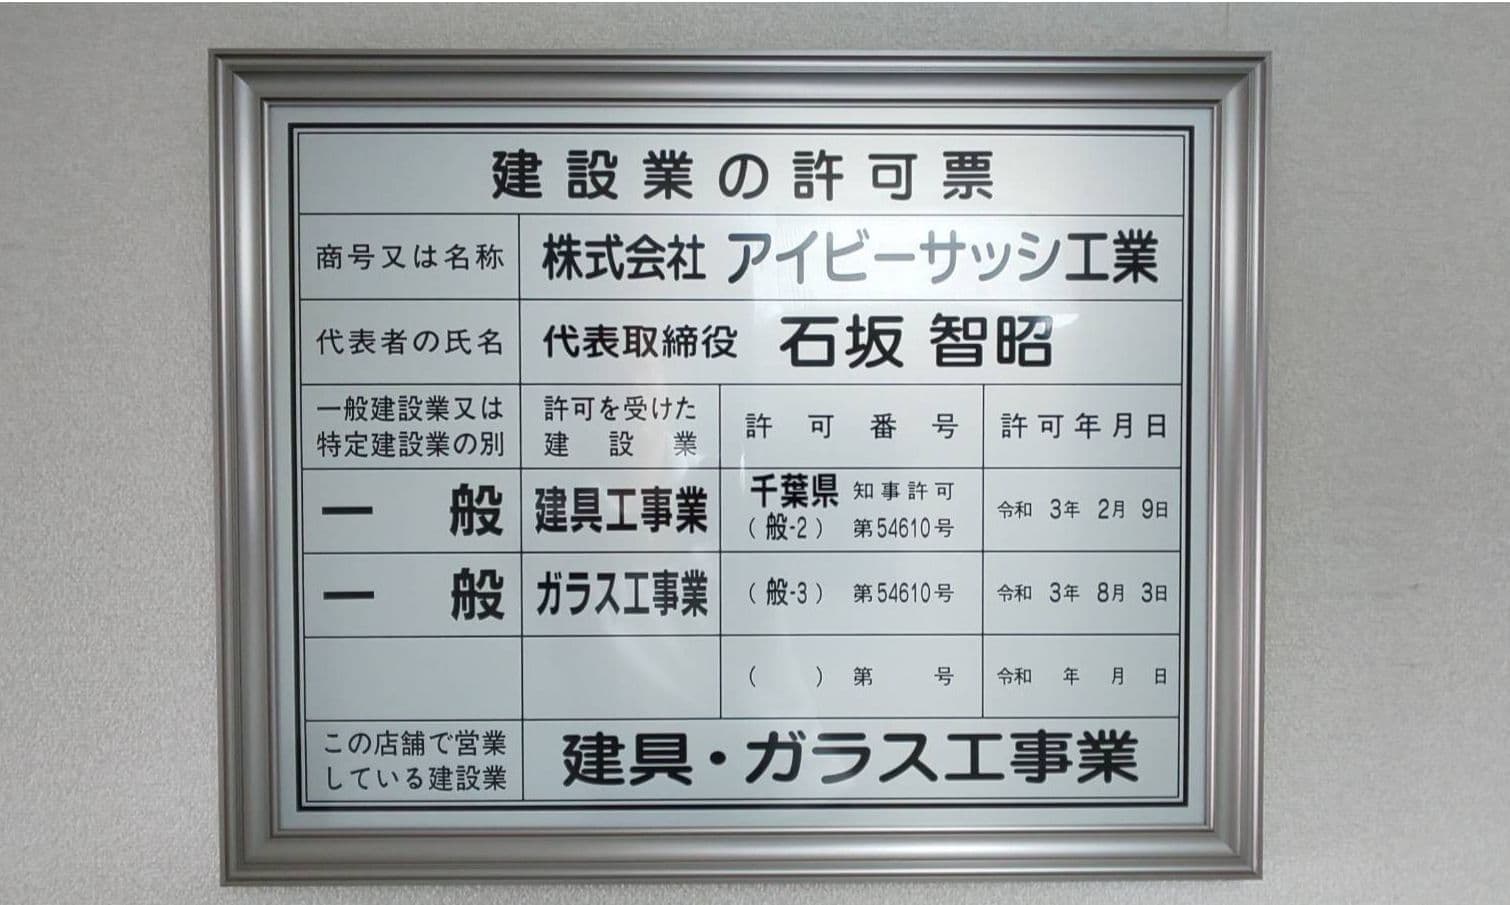 建設業の許可票
商号又は名称 株式会社 アイビーサッシ工業
代表者の氏名 代表取締役 石坂 智昭
一般建設業又は
特定建設業の別
許可を受けた
建設業
許可番号
許可年月日
一般 建具工事業
千葉県 知事許可
(般-2) 第54610号
令和 3年 2月 9日
一般 ガラス工事業 (般-3) 第54610号 令和 3年 8月 3日
( ) 第 号 令和 年 月 日
この店舗で営業
している建設業
建具・ガラス工事業